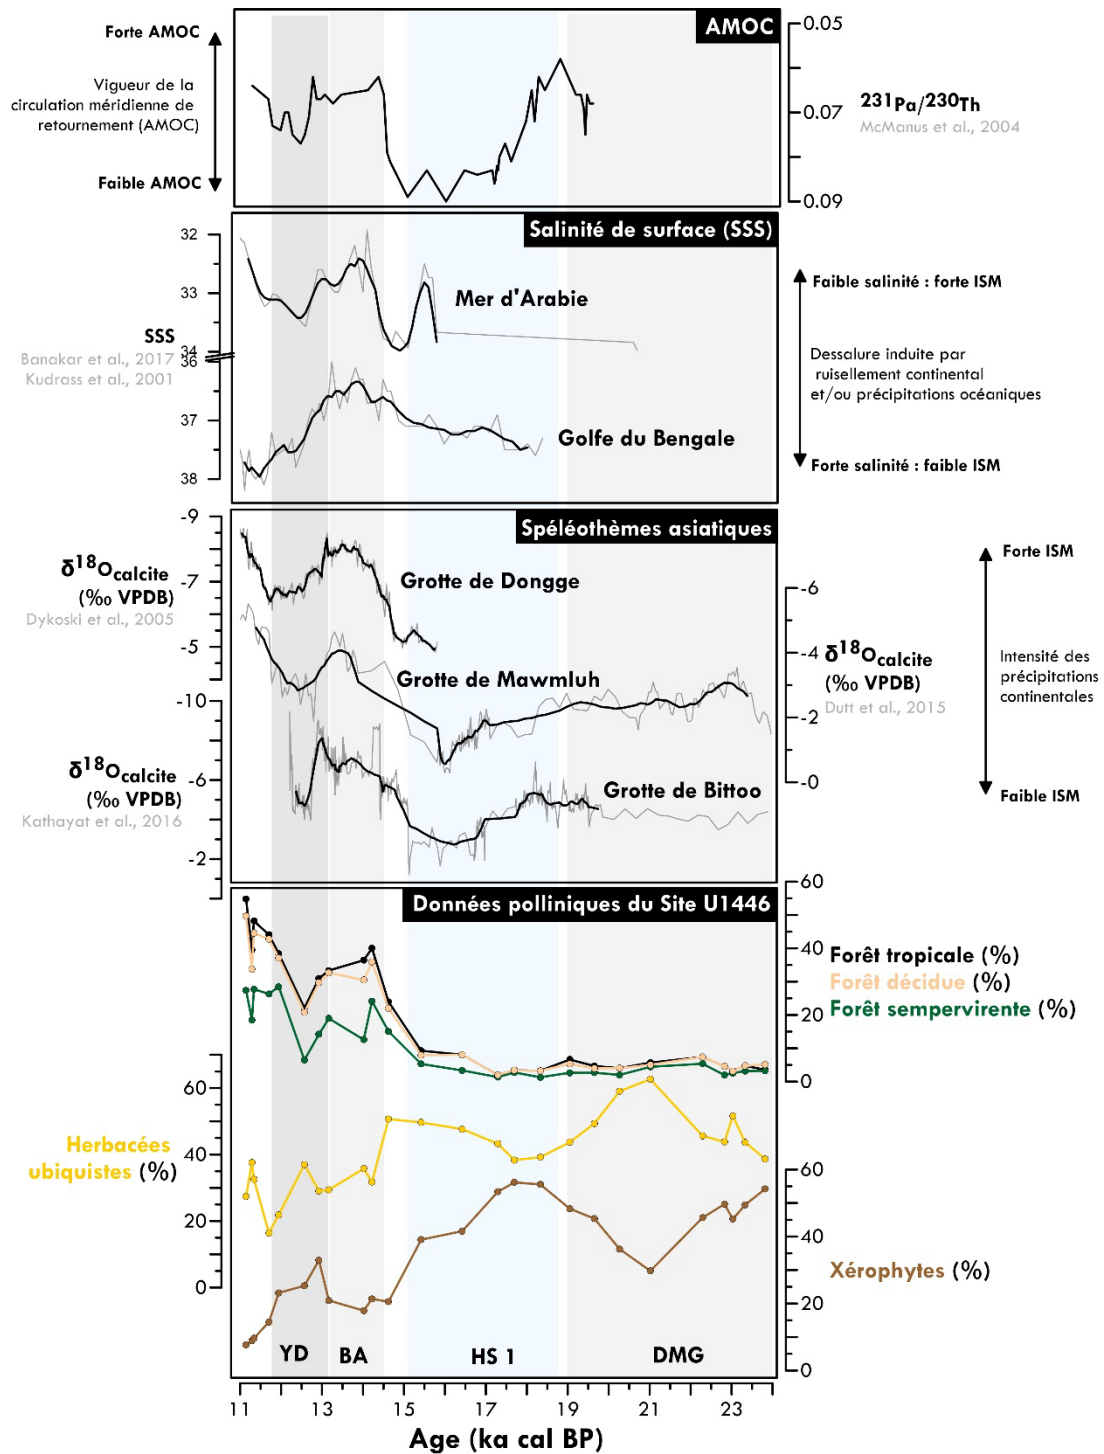 AMOC
Forte AMOC
Vigueur de la
circulation méridienne de
retournement (AMOC)
Faible AMOC
0.05
0.07
0.09
231Pa/230Th
McManus et al., 2004
Salinité de surface (SSS)
32
33
34
36
37
38
SSS
Banakar et al., 2017
Kudrass et al., 2001
Mer d'Arabie
Golfe du Bengale
Faible salinité : forte ISM
Dessalure induite par
ruisellement continental
et/ou précipitations océaniques
Forte salinité : faible ISM
Spéléothèmes asiatiques
-9
-7
-5
δ18Ocalcite
(‰ VPDB)
Dykoski et al., 2005
Grotte de Dongge
Grotte de Mawmluh
-10
-6
-2
δ18Ocalcite
(‰ VPDB)
Kathayat et al., 2016
Grotte de Bittoo
-6
-4
-2
-0
δ18Ocalcite
(‰ VPDB)
Dutt et al., 2015
Forte ISM
Intensité des
précipitations
continentales
Faible ISM
Données polliniques du Site U1446
60
40
20
0
Forêt tropicale (%)
Forêt décidue (%)
Forêt sempervirente (%)
60
40
20
0
Herbacées
ubiquistes (%)
60
40
20
0
Xérophytes (%)
YD
BA
HS 1
DMG
11
13
15
17
19
21
23
Age (ka cal BP)